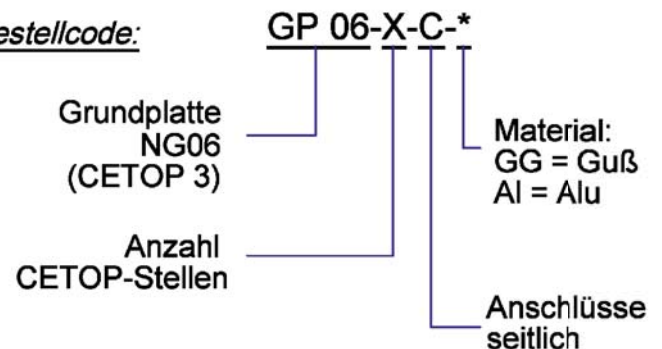 estellcode:
GP 06-X-C-*
Grundplatte
NG06
(CETOP 3)
Material:
GG = Guß
Al = Alu
Anzahl
CETOP-Stellen
Anschlüsse
seitlich